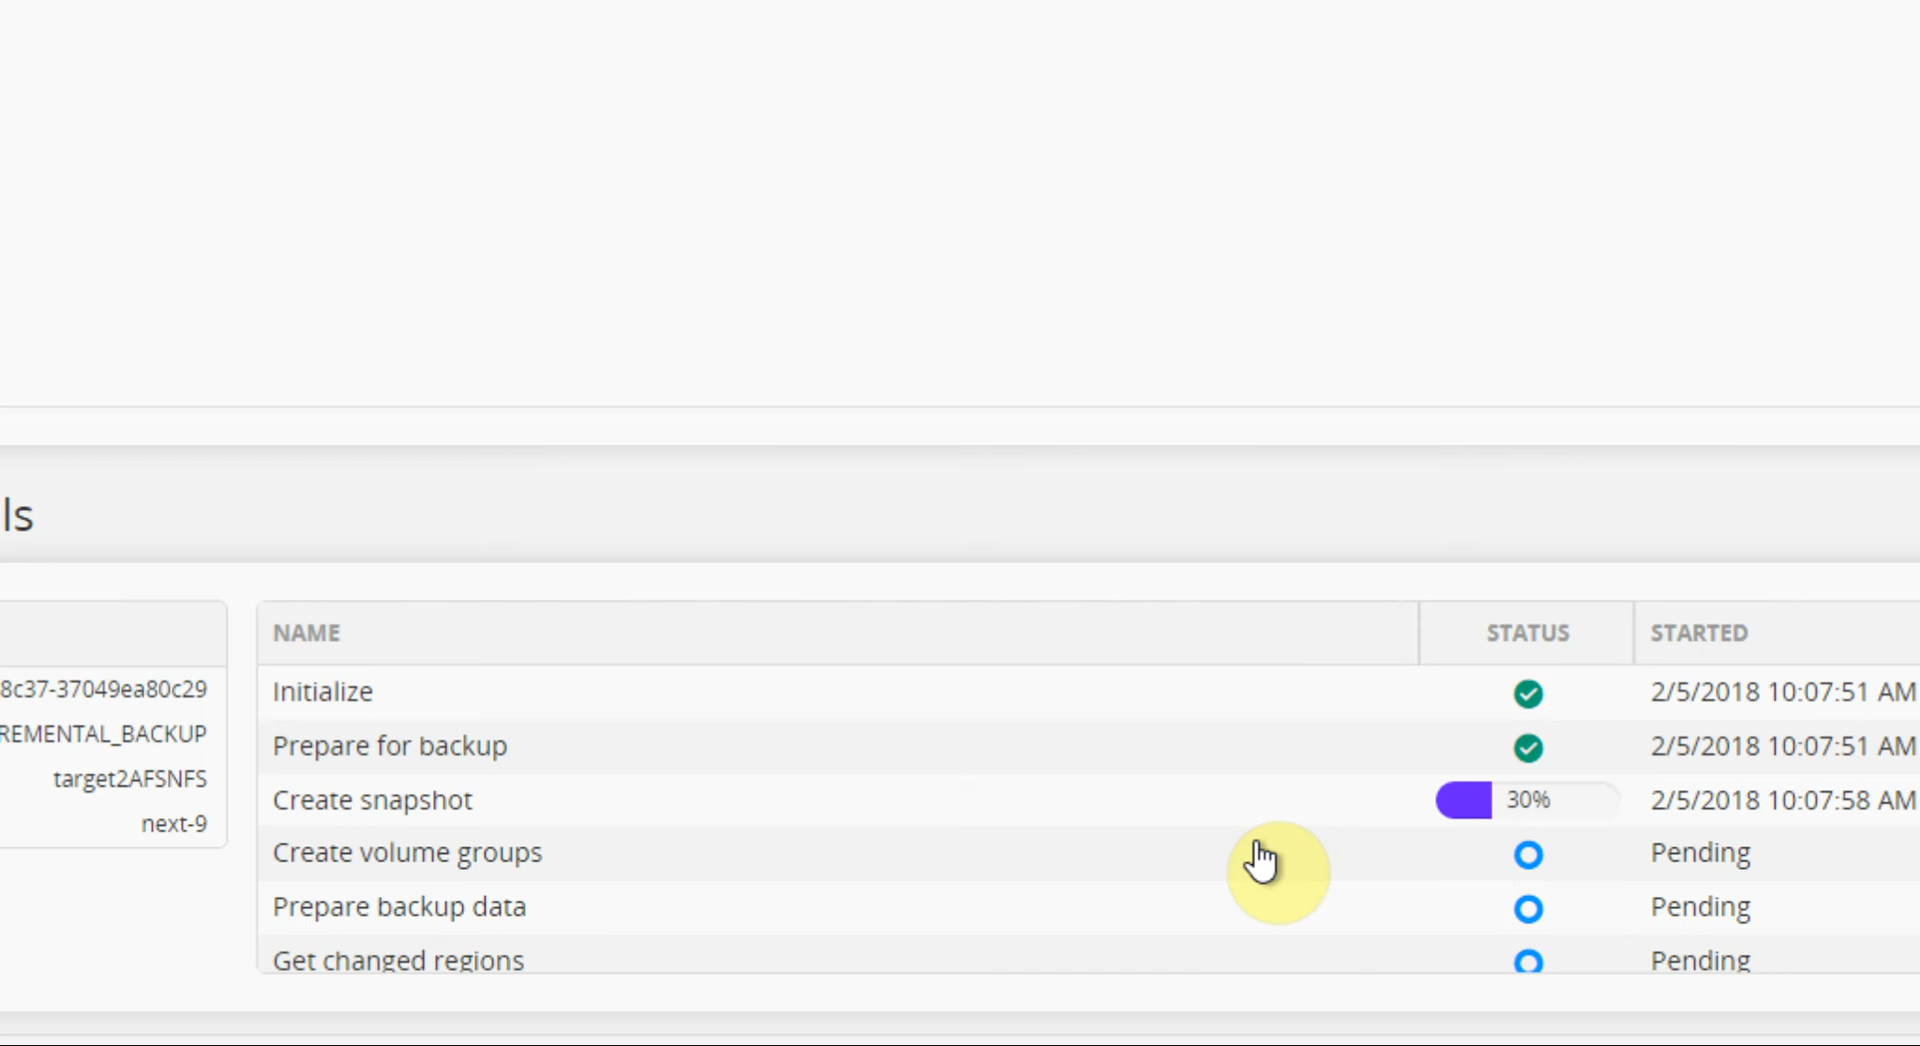 ls
8c37-37049ea80c29
REMENTAL_BACKUP
target2AFSNFS
next-9
NAME STATUS STARTED
Initialize 2/5/2018 10:07:51 AM
Prepare for backup 2/5/2018 10:07:51 AM
Create snapshot 30% 2/5/2018 10:07:58 AM
Create volume groups Pending
Prepare backup data Pending
Get changed regions Pending